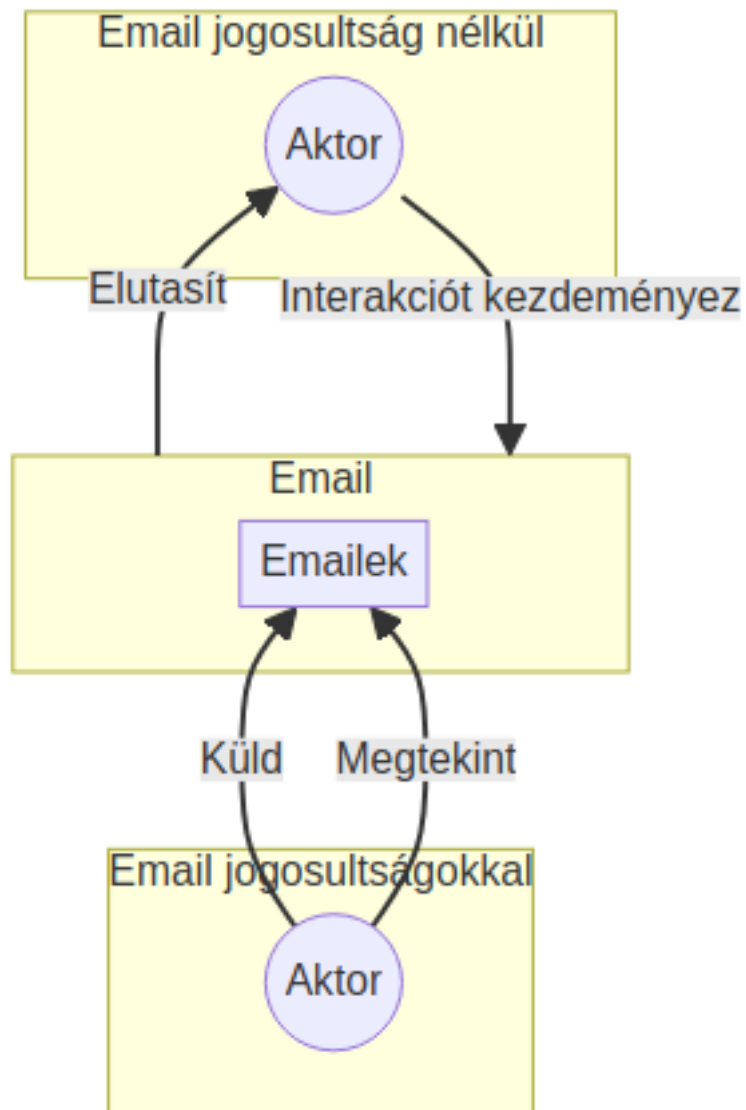 Email jogosultság nélkül
Aktor
Elutasít
Interakciót kezdeményez
Email
Emailek
Küld
Megtekint
Email jogosultságokkal
Aktor